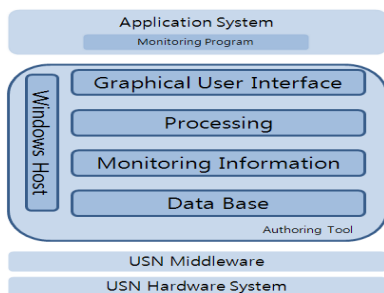 Application System
Monitoring Program
Windows Host
Graphical User Interface
Processing
Monitoring Information
Data Base
Authoring Tool
USN Middleware
USN Hardware System